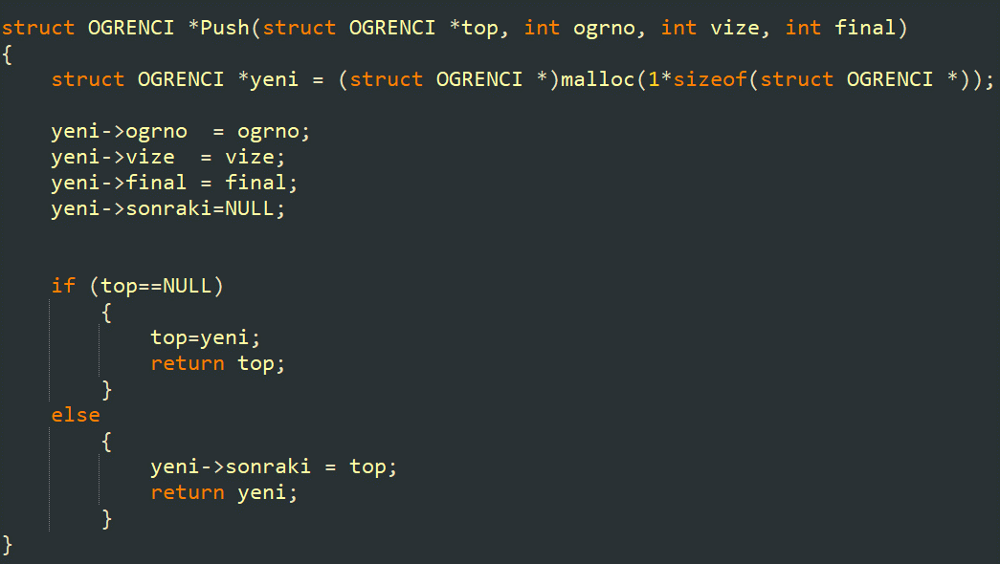 struct OGRENCI *Push(struct OGRENCI *top, int ogrno, int vize, int final)
{
    struct OGRENCI *yeni = (struct OGRENCI *)malloc(1*sizeof(struct OGRENCI *));
    yeni->ogrno  = ogrno;
    yeni->vize  = vize;
    yeni->final = final;
    yeni->sonraki=NULL;
    if (top==NULL)
        {
            top=yeni;
            return top;
        }
    else
        {
            yeni->sonraki = top;
            return yeni;
        }
}